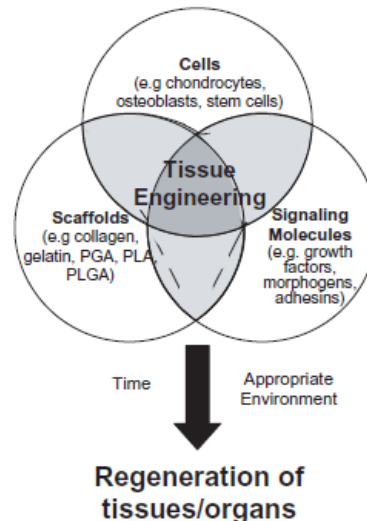 Cells
(e.g chondrocytes,
osteoblasts, stem cells)
Tissue
Engineering
Scaffolds
(e.g collagen,
gelatin, PGA, PLA,
PLGA)
Signaling
Molecules
(e.g. growth
factors,
morphogens,
adhesins)
Time
Appropriate
Environment
Regeneration of
tissues/organs